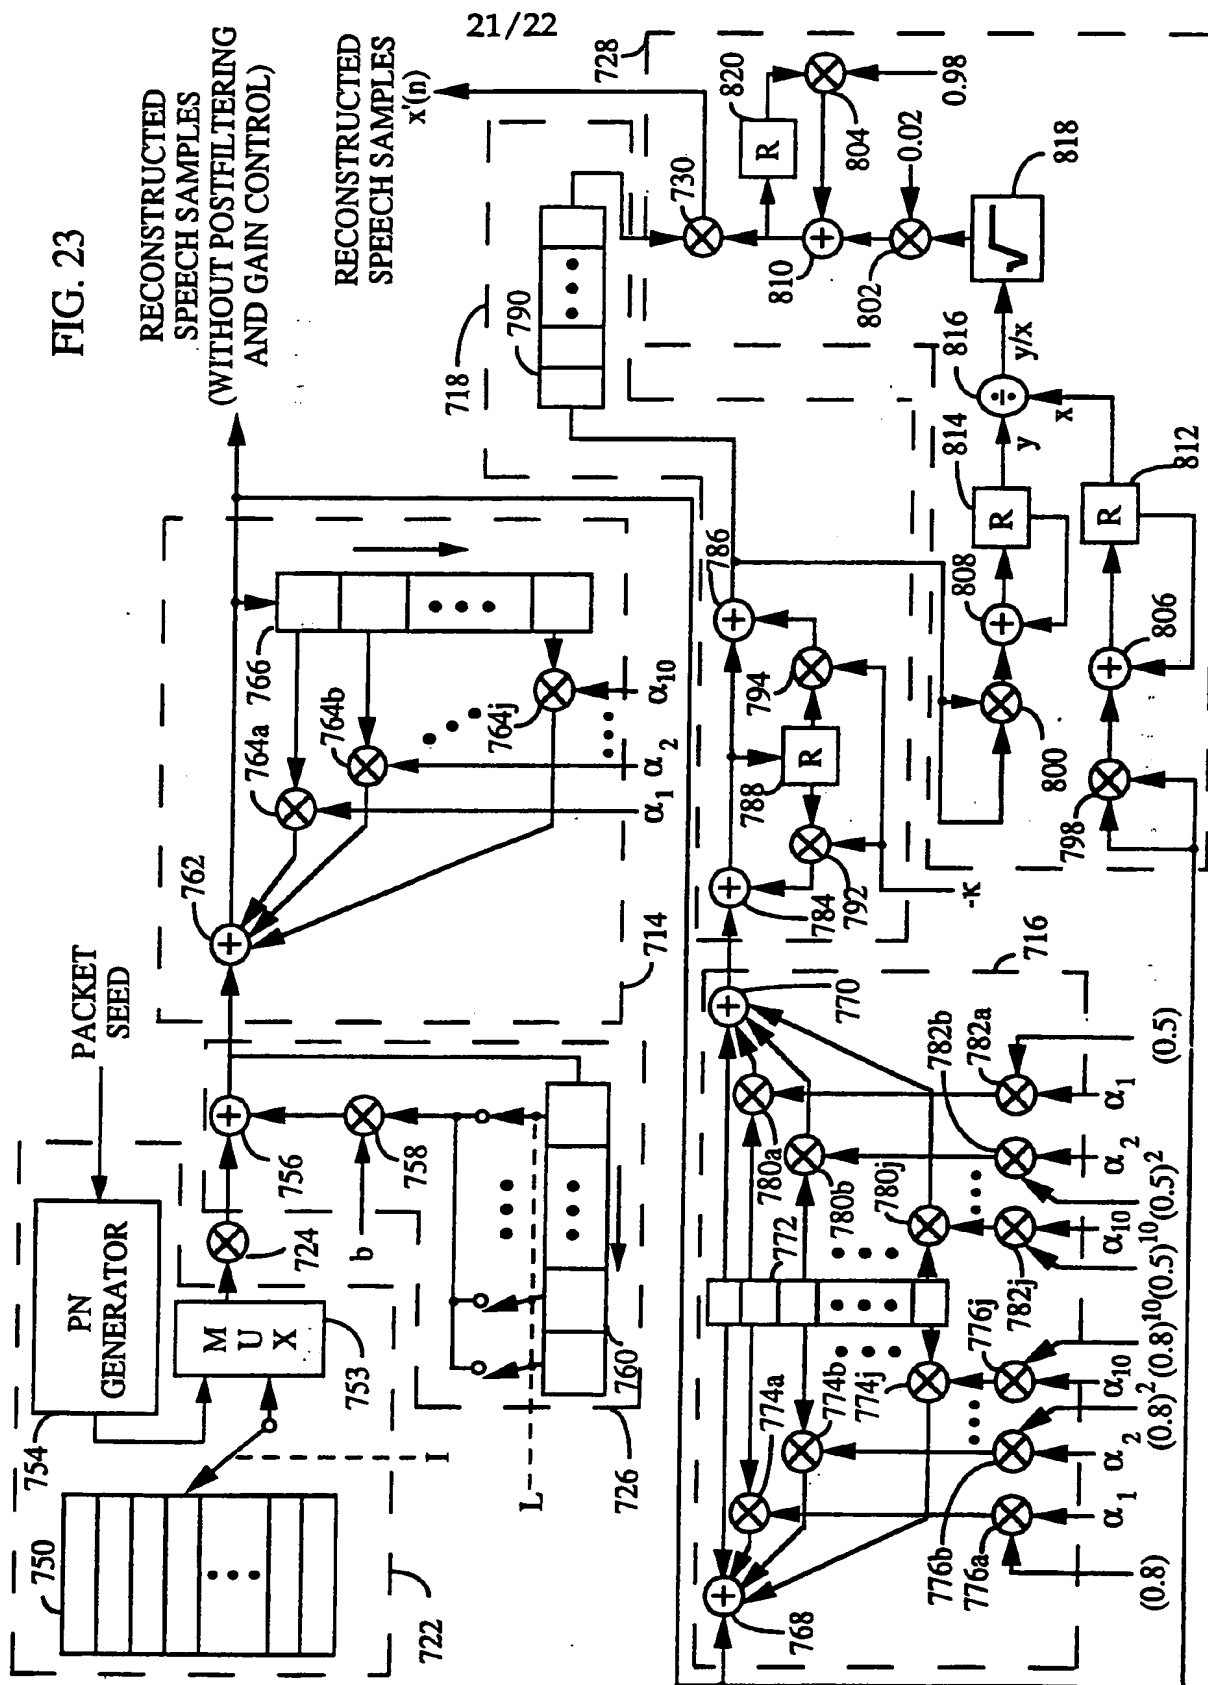 21/22
FIG. 23
RECONSTRUCTED
SPEECH SAMPLES
(WITHOUT POSTFILTERING
AND GAIN CONTROL)
RECONSTRUCTED
SPEECH SAMPLES
x'(n)
PACKET
SEED
750
754
PN
GENERATOR
M
U
X
753
722
I
724
756
b
758
L
726
760
762
764a
764b
764j
766
α1
α2
α10
714
718
790
728
730
820
R
804
0.98
810
0.02
802
818
y/x
816
÷
y
x
814
R
808
812
R
806
800
798
786
794
788
R
792
784
-κ
716
770
780a
780b
780j
772
774a
774b
774j
768
782a
782b
782j
776j
776b
776a
(0.5)
α1
α2
(0.5)2
α10
(0.5)10
(0.8)10
α10
(0.8)2
α2
α1
(0.8)